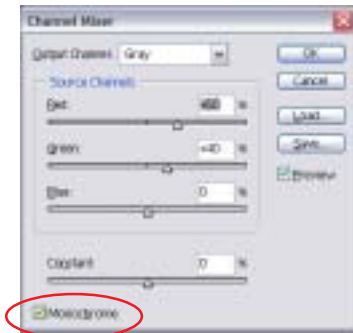 Channel Mixer
Output Channel: Gray
OK
Cancel
Load...
Save...
Preview
Source Channels
Red: %
Green: +40 %
Blue: 0 %
Constant: 0 %
Monochrome